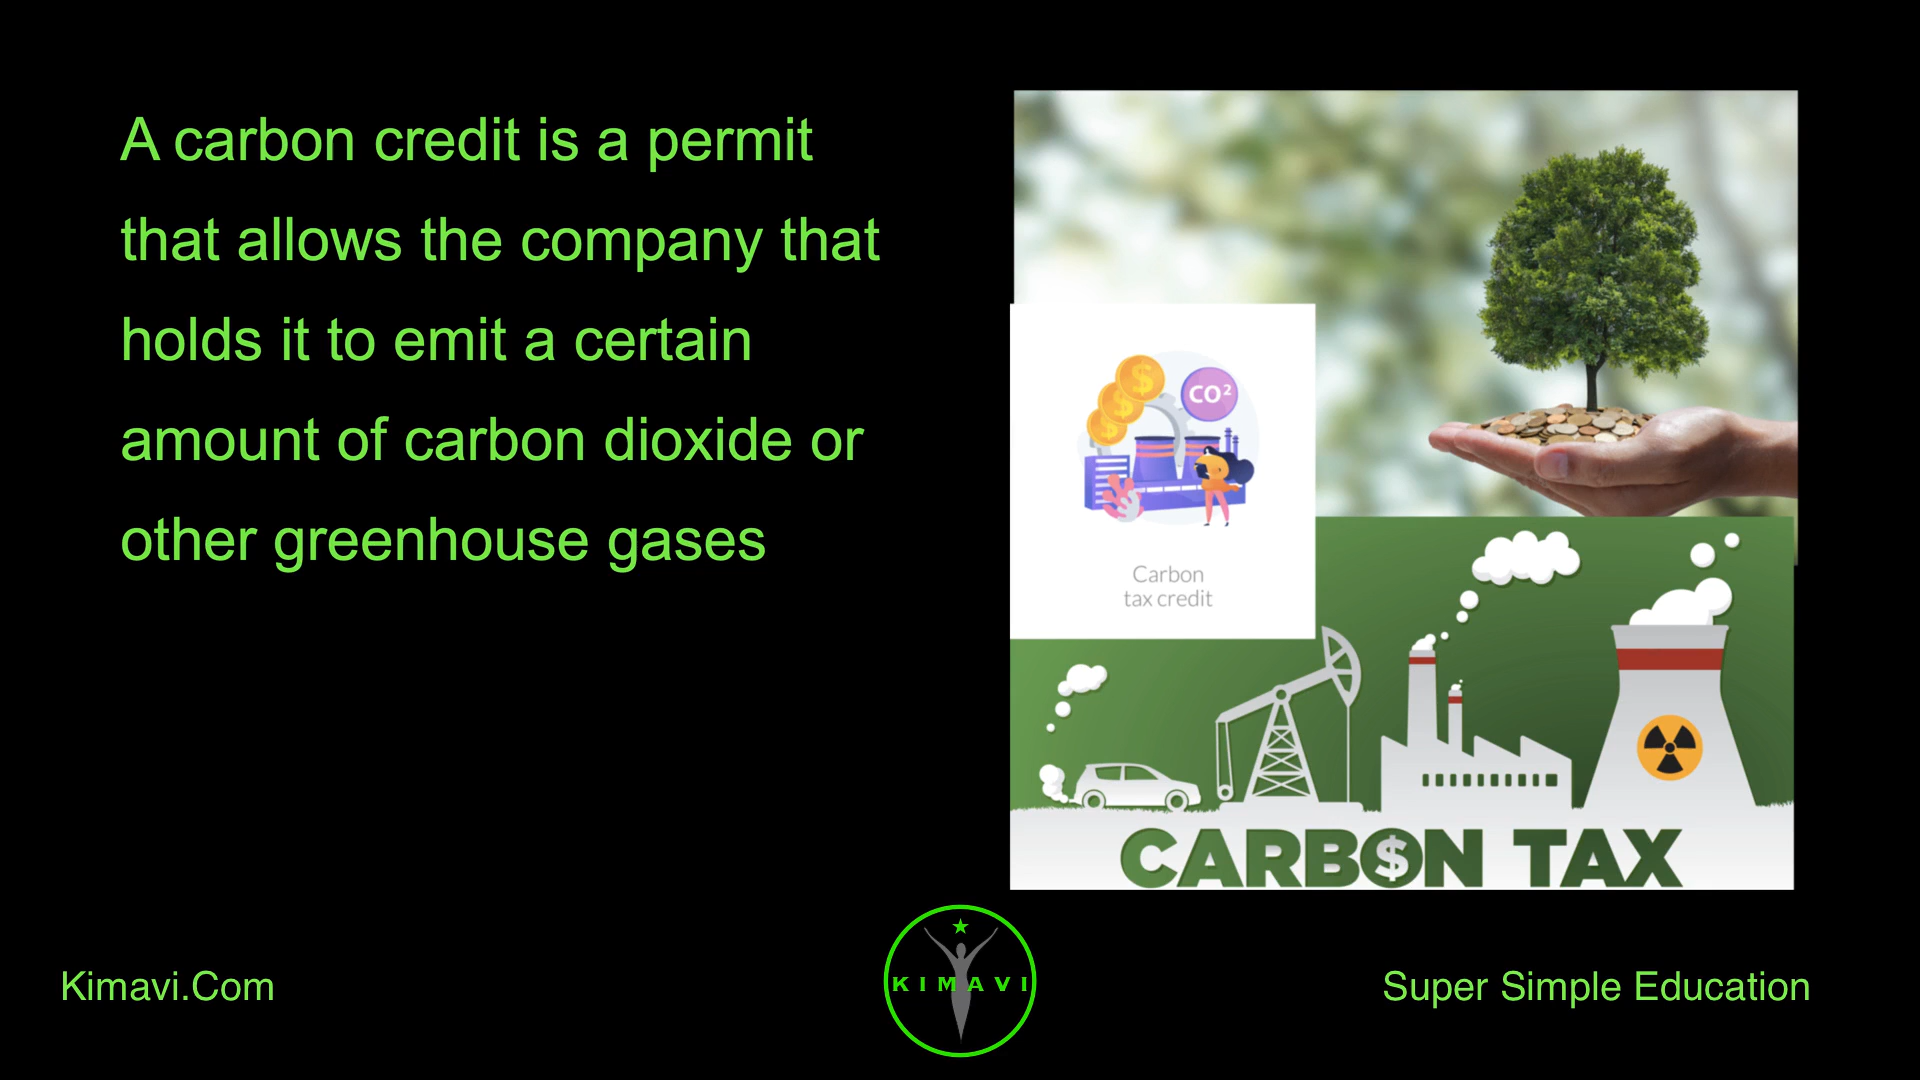 A carbon credit is a permit
that allows the company that
holds it to emit a certain
amount of carbon dioxide or
other greenhouse gases
$
$
$
CO²
Carbon
tax credit
CARB$N TAX
Kimavi.Com
KIMAVI
Super Simple Education